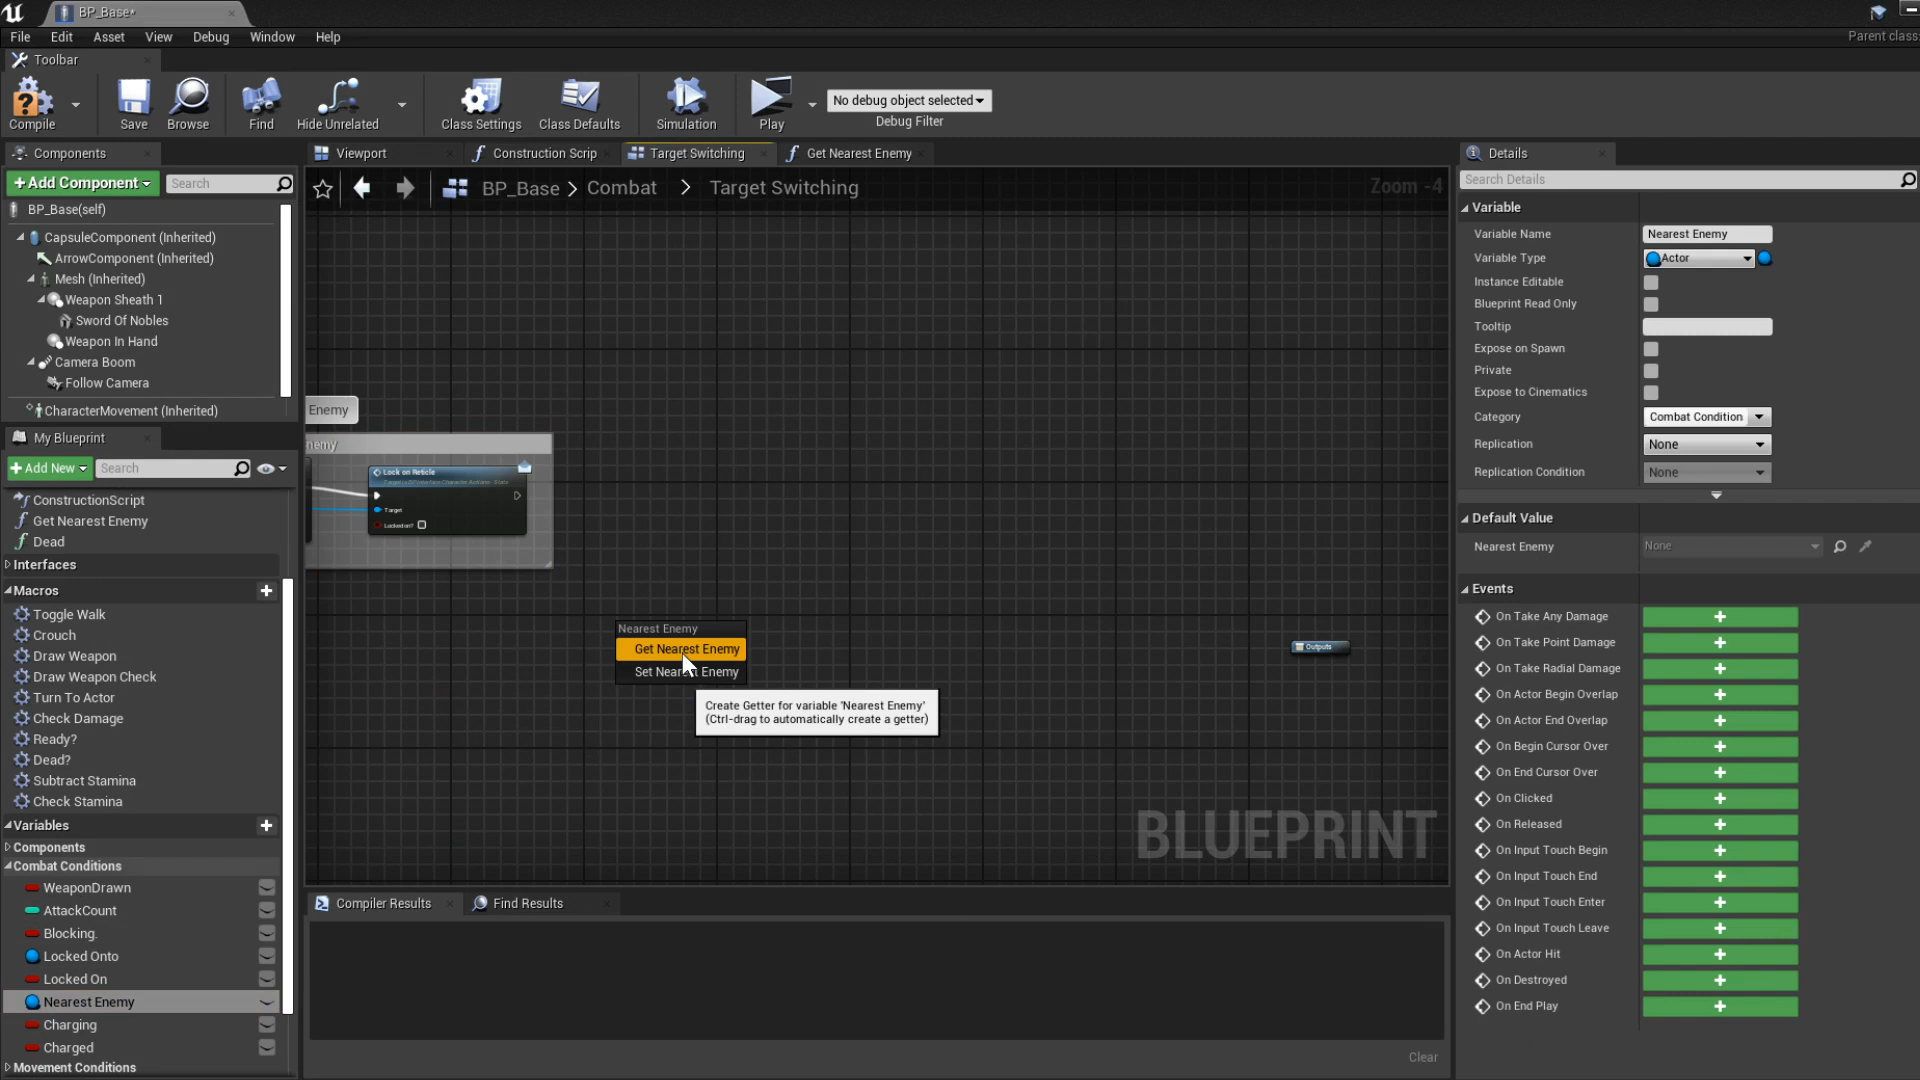 BP_Base*
File Edit Asset View Debug Window Help
Parent class:
Toolbar
Compile
Save
Browse
Find
Hide Unrelated
Class Settings
Class Defaults
Simulation
Play
No debug object selected
Debug Filter
Components
+Add Component
Search
BP_Base(self)
CapsuleComponent (Inherited)
ArrowComponent (Inherited)
Mesh (Inherited)
Weapon Sheath 1
Sword Of Nobles
Weapon In Hand
Camera Boom
Follow Camera
CharacterMovement (Inherited)
My Blueprint
+Add New
Search
ConstructionScript
Get Nearest Enemy
Dead
Interfaces
Macros
Toggle Walk
Crouch
Draw Weapon
Draw Weapon Check
Turn To Actor
Check Damage
Ready?
Dead?
Subtract Stamina
Check Stamina
Variables
Components
Combat Conditions
WeaponDrawn
AttackCount
Blocking.
Locked Onto
Locked On
Nearest Enemy
Charging
Charged
Movement Conditions
Viewport
Construction Scrip
Target Switching
Get Nearest Enemy
BP_Base > Combat > Target Switching
Zoom -4
Enemy
nemy
Lock on Reticle
Target is BPInterface Character Actions - Stats
Target
Locked on?
Nearest Enemy
Get Nearest Enemy
Set Nearest Enemy
Create Getter for variable 'Nearest Enemy'
(Ctrl-drag to automatically create a getter)
Outputs
BLUEPRINT
Compiler Results
Find Results
Clear
Details
Search Details
Variable
Variable Name Nearest Enemy
Variable Type Actor
Instance Editable
Blueprint Read Only
Tooltip
Expose on Spawn
Private
Expose to Cinematics
Category Combat Condition
Replication None
Replication Condition None
Default Value
Nearest Enemy None
Events
On Take Any Damage
On Take Point Damage
On Take Radial Damage
On Actor Begin Overlap
On Actor End Overlap
On Begin Cursor Over
On End Cursor Over
On Clicked
On Released
On Input Touch Begin
On Input Touch End
On Input Touch Enter
On Input Touch Leave
On Actor Hit
On Destroyed
On End Play